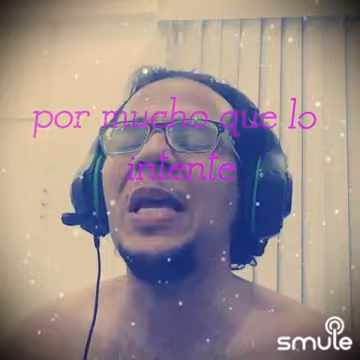 por mucho que lo
intente
smule